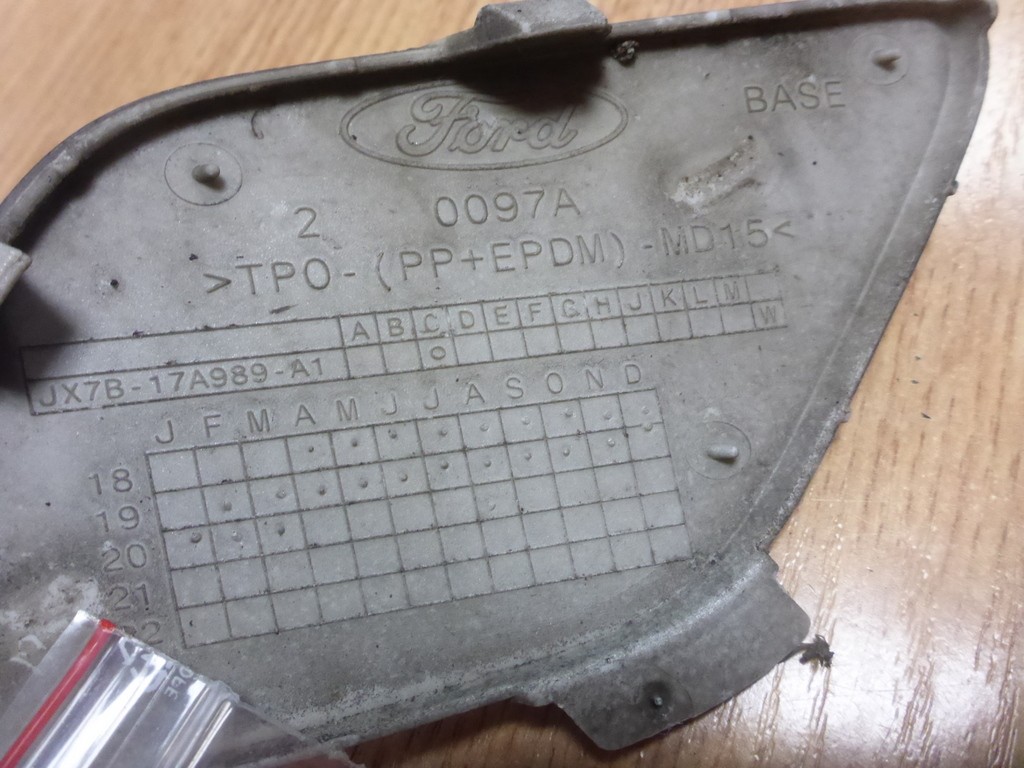 Ford
BASE
2 0097A
>TPO-(PP+EPDM)-MD15<
A B C D E F G H J K L M
JX7B-17A989-A1 W
J F M A M J J A S O N D
18
19
20
21